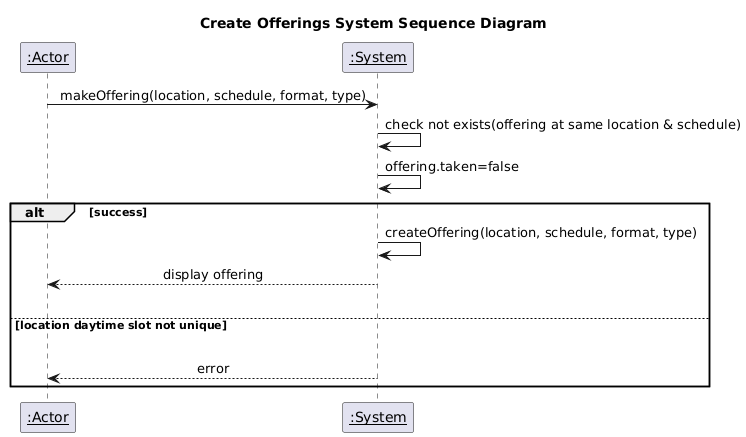 Create Offerings System Sequence Diagram
:Actor
:System
makeOffering(location, schedule, format, type)
check not exists(offering at same location & schedule)
offering.taken=false
alt
[success]
createOffering(location, schedule, format, type)
display offering
[location daytime slot not unique]
error
:Actor
:System